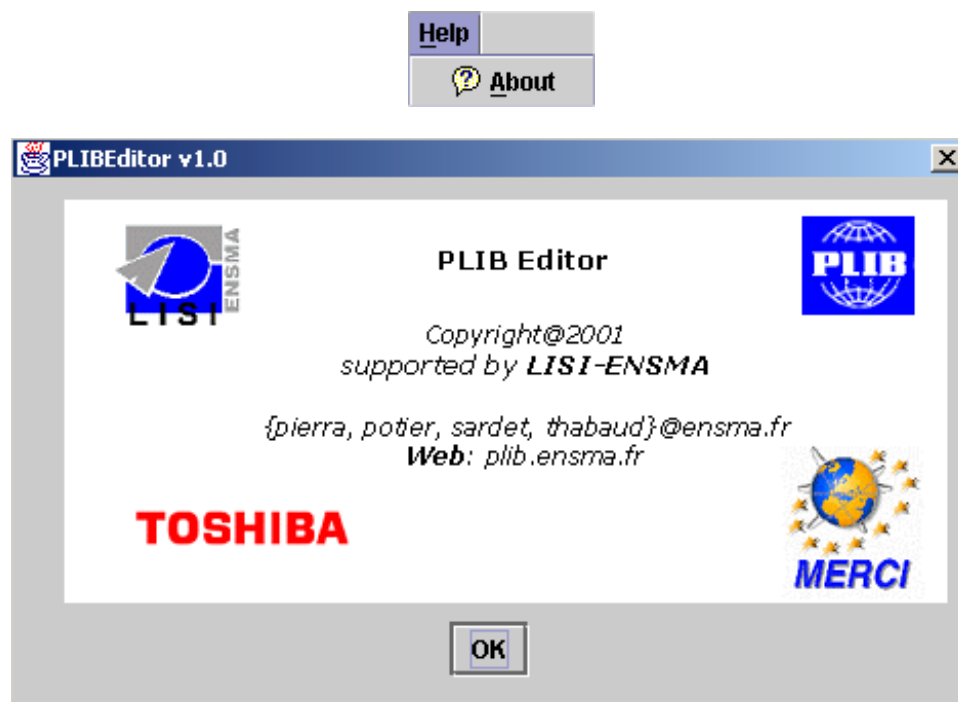 Help
About
PLIBEditor v1.0
LISI
ENSMA
PLIB Editor
PLIB
Copyright@2001
supported by LISI-ENSMA
{pierra, potier, sardet, thabaud}@ensma.fr
Web: plib.ensma.fr
TOSHIBA
MERCI
OK